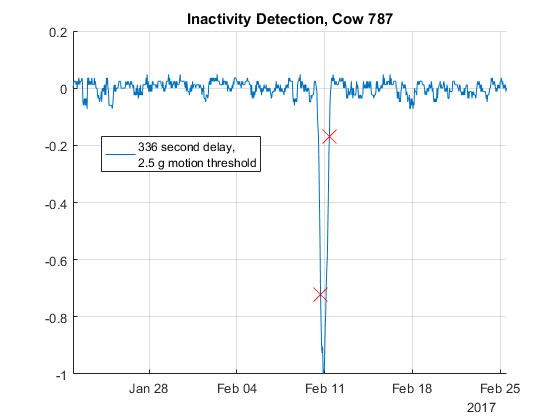 Inactivity Detection, Cow 787
0.2
0
-0.2
-0.4
-0.6
-0.8
-1
336 second delay,
2.5 g motion threshold
Jan 28 Feb 04 Feb 11 Feb 18 Feb 25
2017